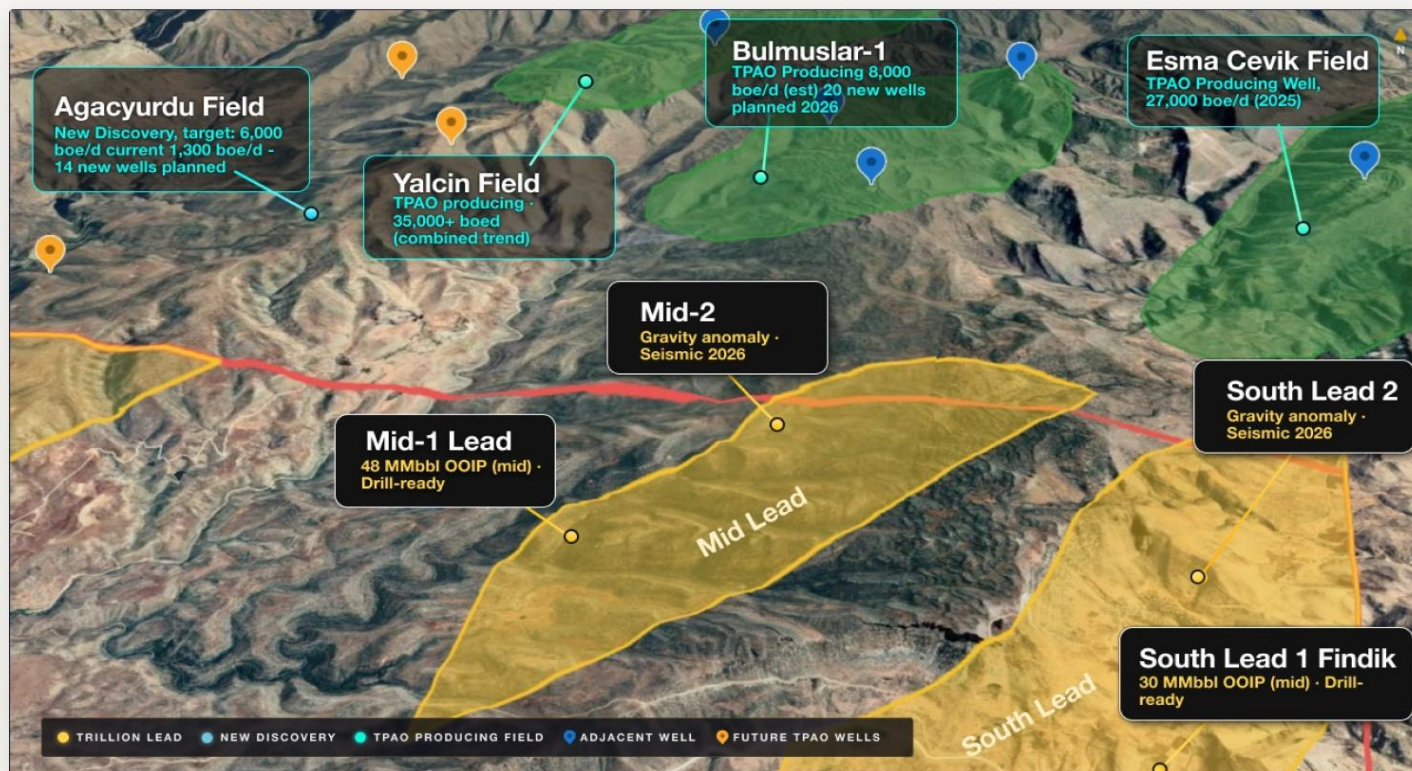 N
Agacyurdu Field
New Discovery, target: 6,000
boe/d current 1,300 boe/d -
14 new wells planned
Yalcin Field
TPAO producing ·
35,000+ boed
(combined trend)
Bulmuslar-1
TPAO Producing 8,000
boe/d (est) 20 new wells
planned 2026
Esma Cevik Field
TPAO Producing Well,
27,000 boe/d (2025)
Mid-2
Gravity anomaly ·
Seismic 2026
Mid-1 Lead
48 MMbbl OOIP (mid) ·
Drill-ready
Mid Lead
South Lead 2
Gravity anomaly ·
Seismic 2026
South Lead 1 Findik
30 MMbbl OOIP (mid) · Drill-
ready
South Lead
TRILLION LEAD
NEW DISCOVERY
TPAO PRODUCING FIELD
ADJACENT WELL
FUTURE TPAO WELLS